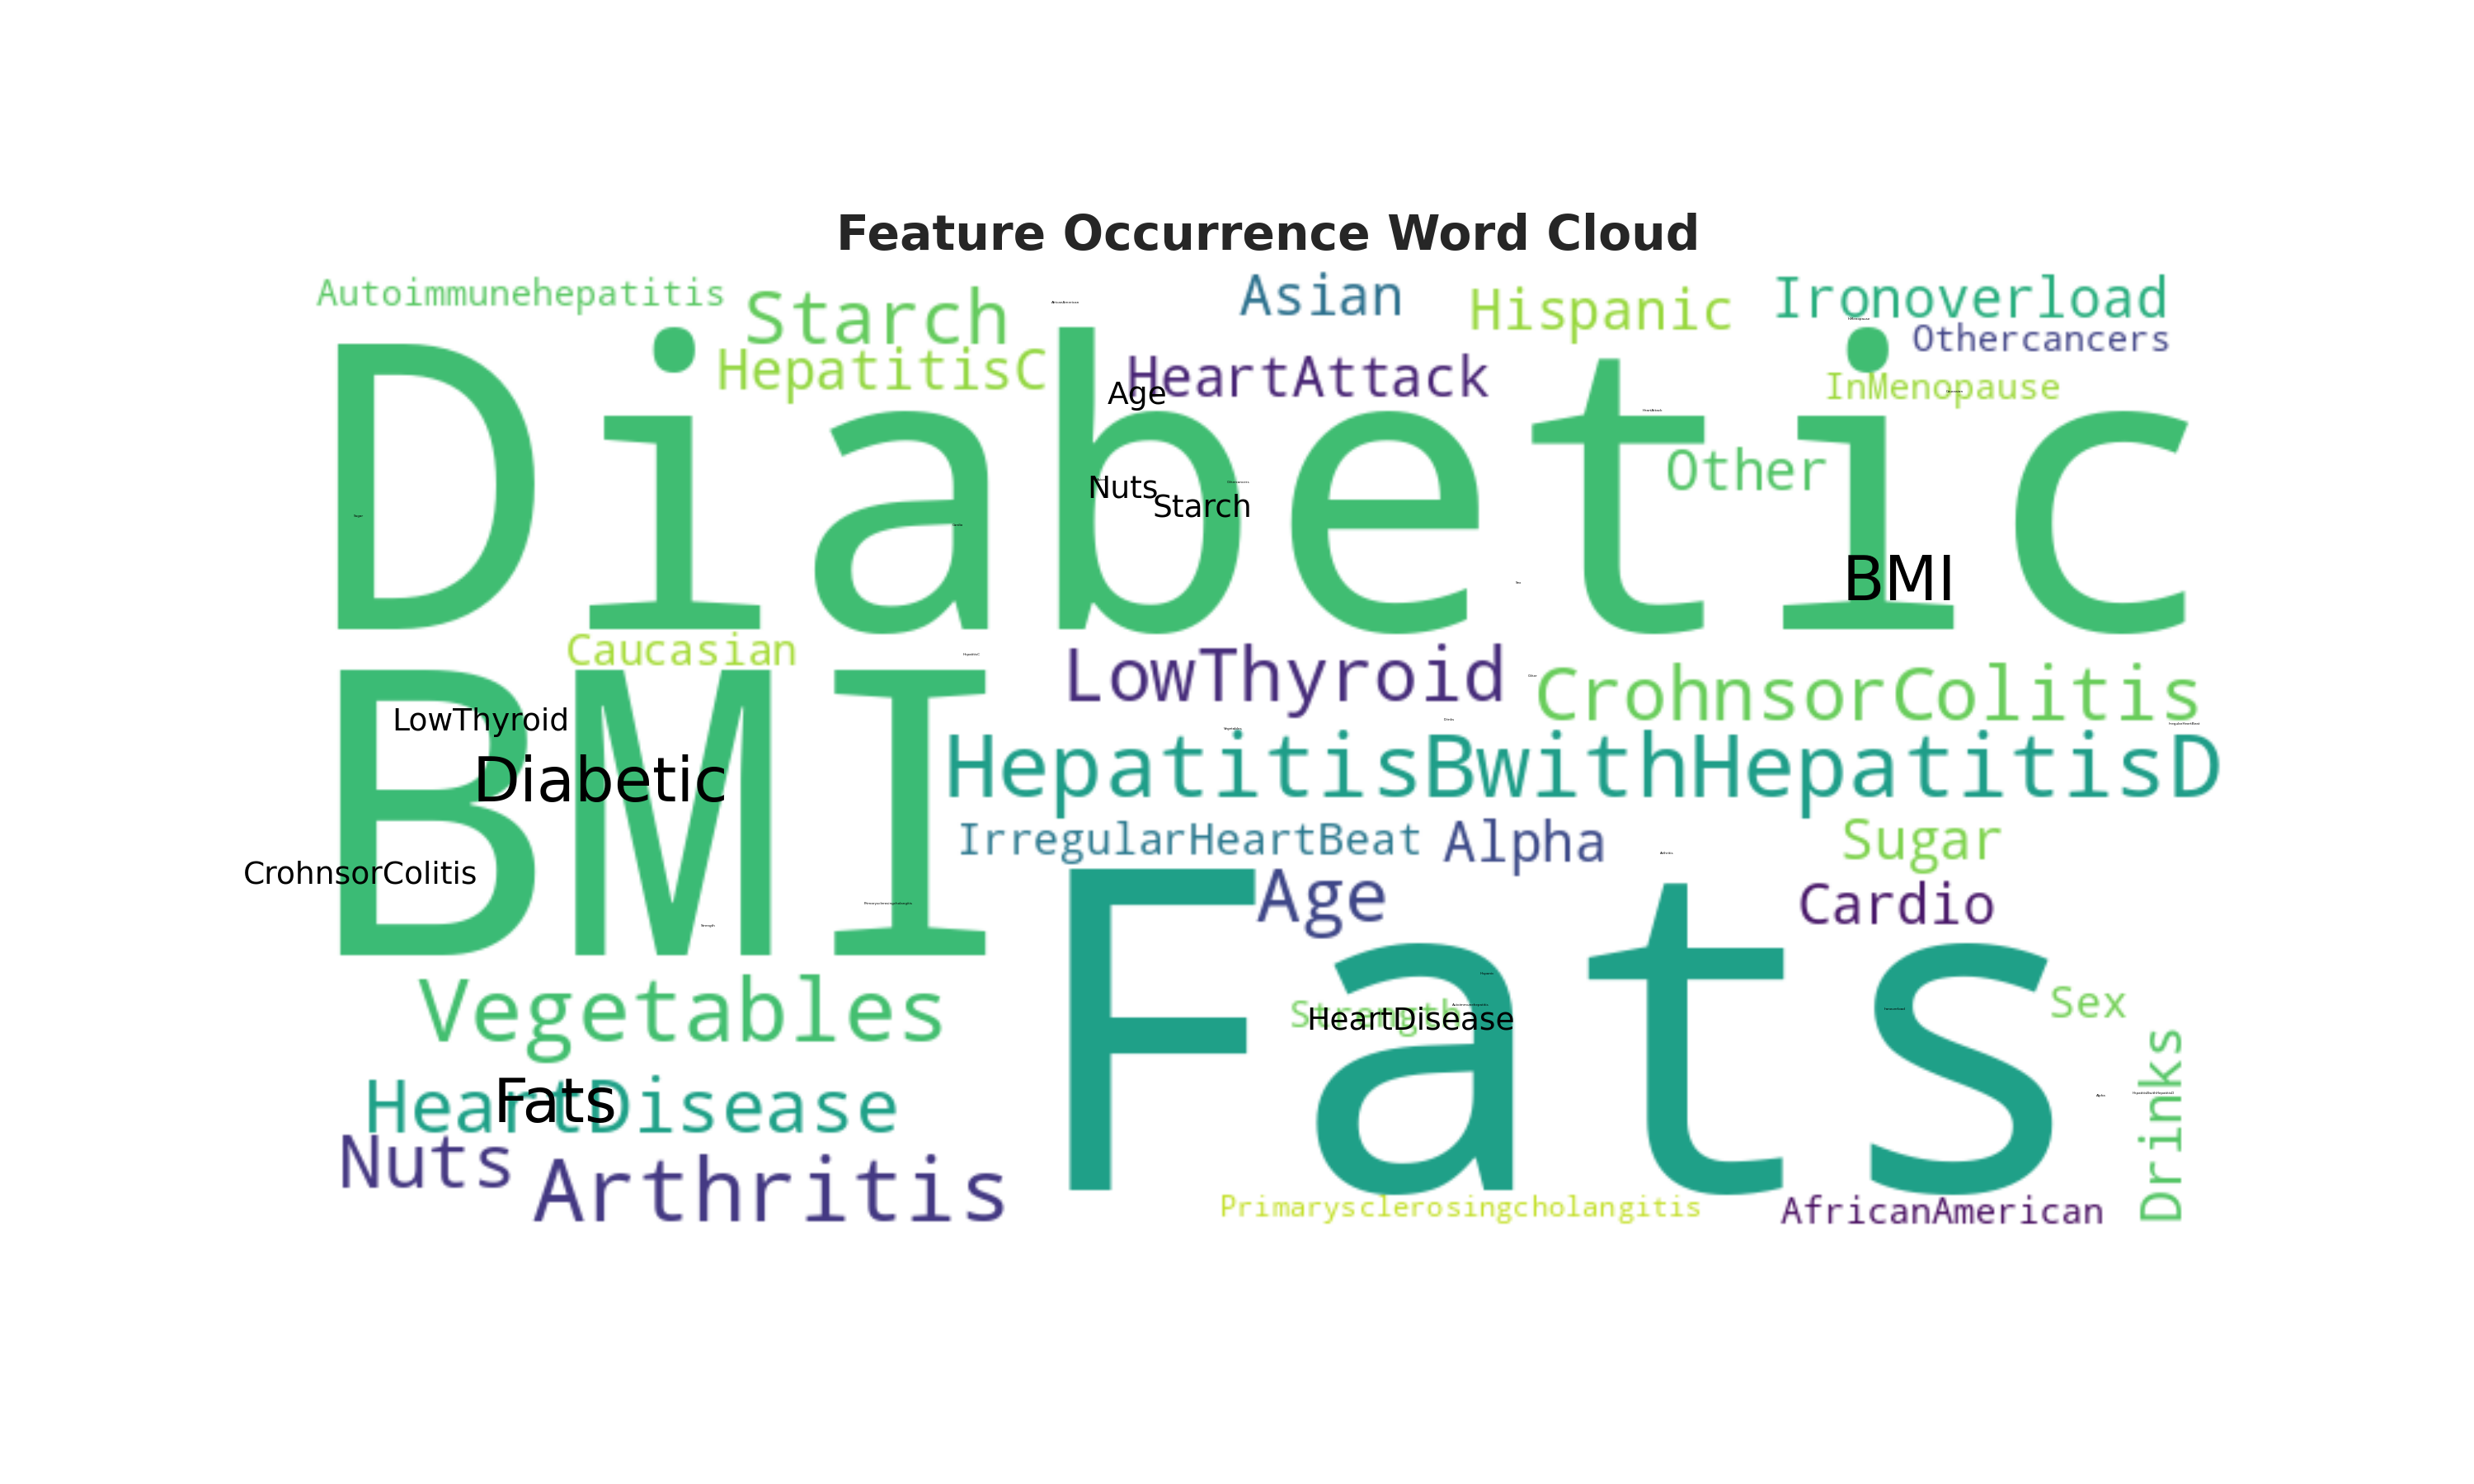 Feature Occurrence Word Cloud
Autoimmunehepatitis
Starch
Asian
Hispanic
Ironoverload
Othercancers
HepatitisC
HeartAttack
InMenopause
Age
Diabetic
Other
Nuts
Starch
BMI
Caucasian
LowThyroid
CrohnsorColitis
BMI
LowThyroid
Diabetic
HepatitisBwithHepatitisD
IrregularHeartBeat
Alpha
Sugar
CrohnsorColitis
Age
Cardio
Fats
Vegetables
Strength
HeartDisease
Sex
Drinks
HeartDisease
Fats
Nuts
Arthritis
Primarysclerosingcholangitis
AfricanAmerican